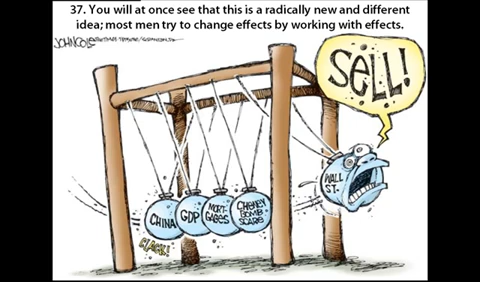 37. You will at once see that this is a radically new and different
idea; most men try to change effects by working with effects.
JOHN COLE
SELL!
WALL
ST.
CHINA
GDP
MORT-
GAGES
CHENEY
BOMB
SCARE
CLACK!